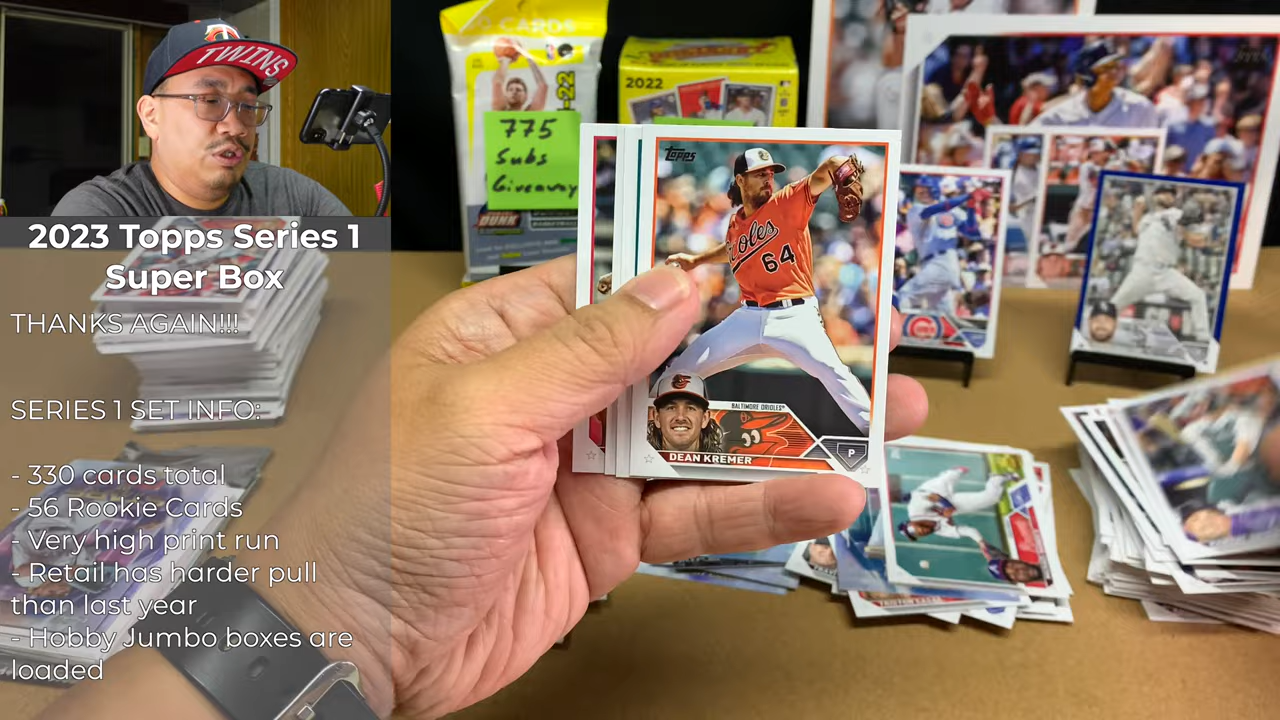 TWINS
2023 Topps Series 1
Super Box
THANKS AGAIN!!!
SERIES 1 SET INFO:
- 330 cards total
- 56 Rookie Cards
- Very high print run
- Retail has harder pull
than last year
- Hobby Jumbo boxes are
loaded
CARDS
775
Subs
Giveaway
2022
Topps
Orioles
64
BALTIMORE ORIOLES
DEAN KREMER
P